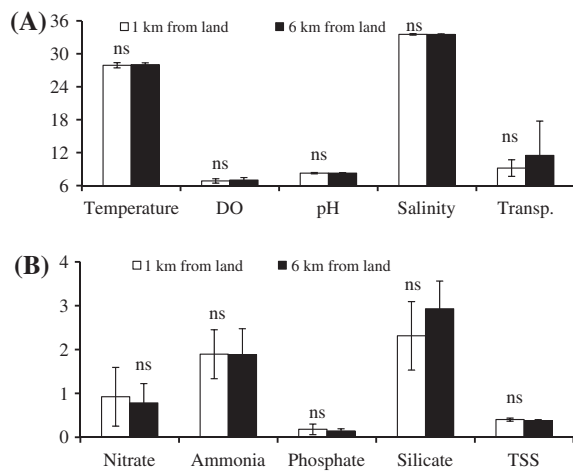 (A)
1 km from land 6 km from land
36
30
24
18
12
6
ns ns ns ns ns
Temperature DO pH Salinity Transp.
(B)
1 km from land 6 km from land
4
3
2
1
0
ns ns ns ns ns
Nitrate Ammonia Phosphate Silicate TSS